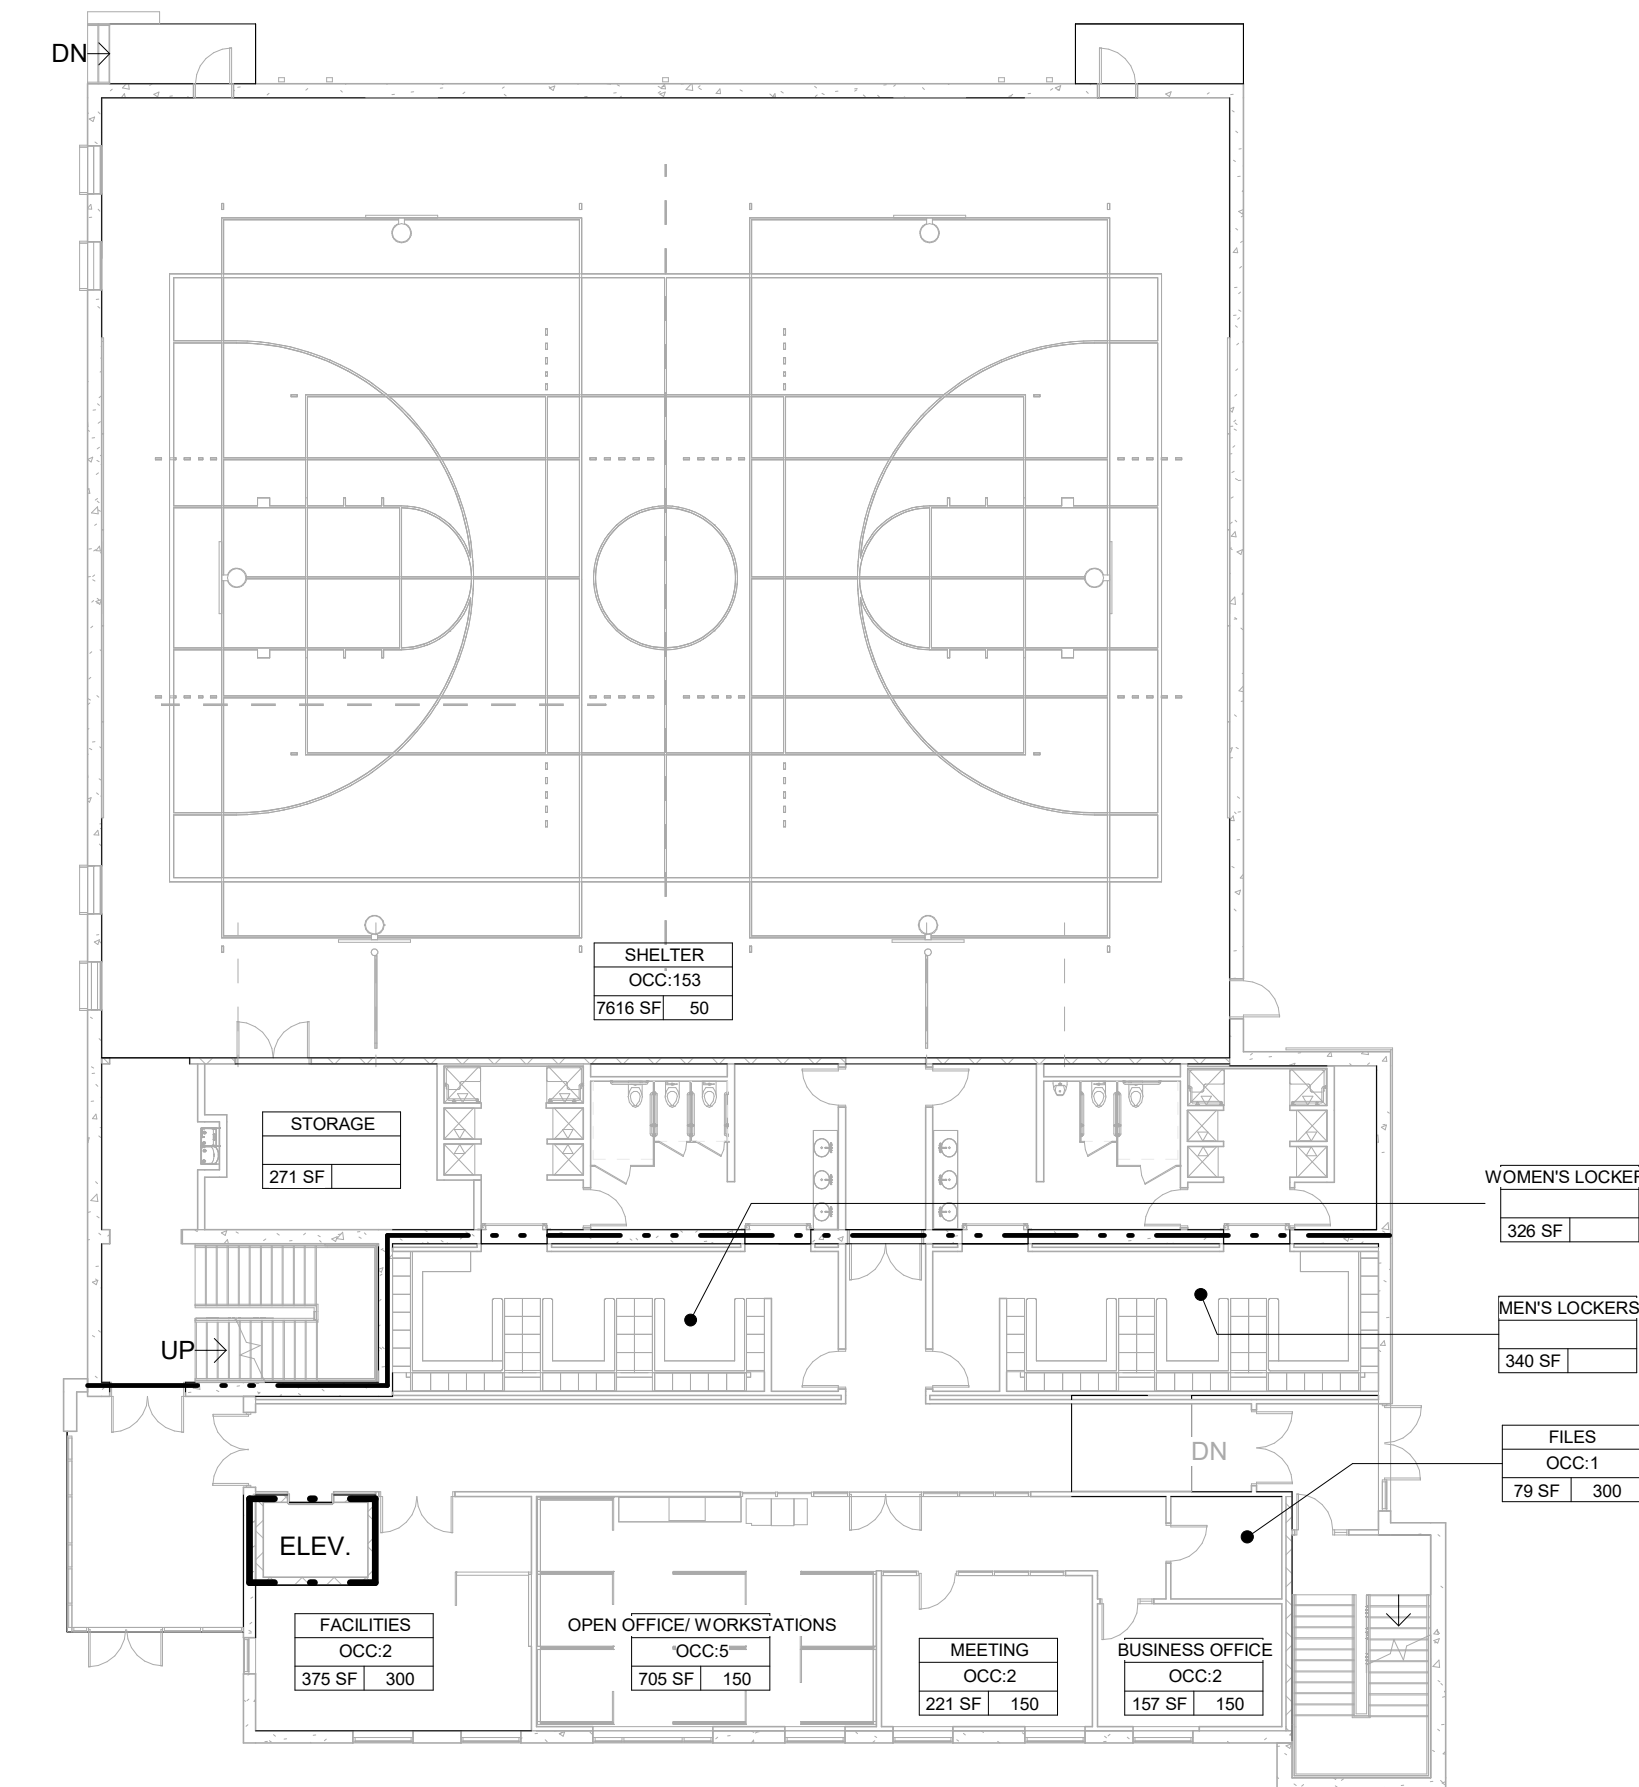 DN
SHELTER
OCC:153
7616 SF 50
STORAGE
271 SF
WOMEN'S LOCKER
326 SF
UP
MEN'S LOCKERS
340 SF
DN
FILES
OCC:1
79 SF 300
ELEV.
FACILITIES
OCC:2
375 SF 300
OPEN OFFICE/ WORKSTATIONS
OCC:5
705 SF 150
MEETING
OCC:2
221 SF 150
BUSINESS OFFICE
OCC:2
157 SF 150